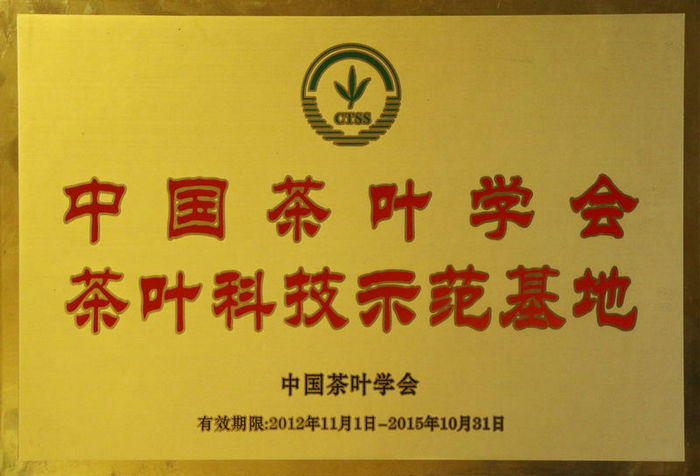 CTSS
中国茶叶学会
茶叶科技示范基地
中国茶叶学会
有效期限:2012年11月1日-2015年10月31日